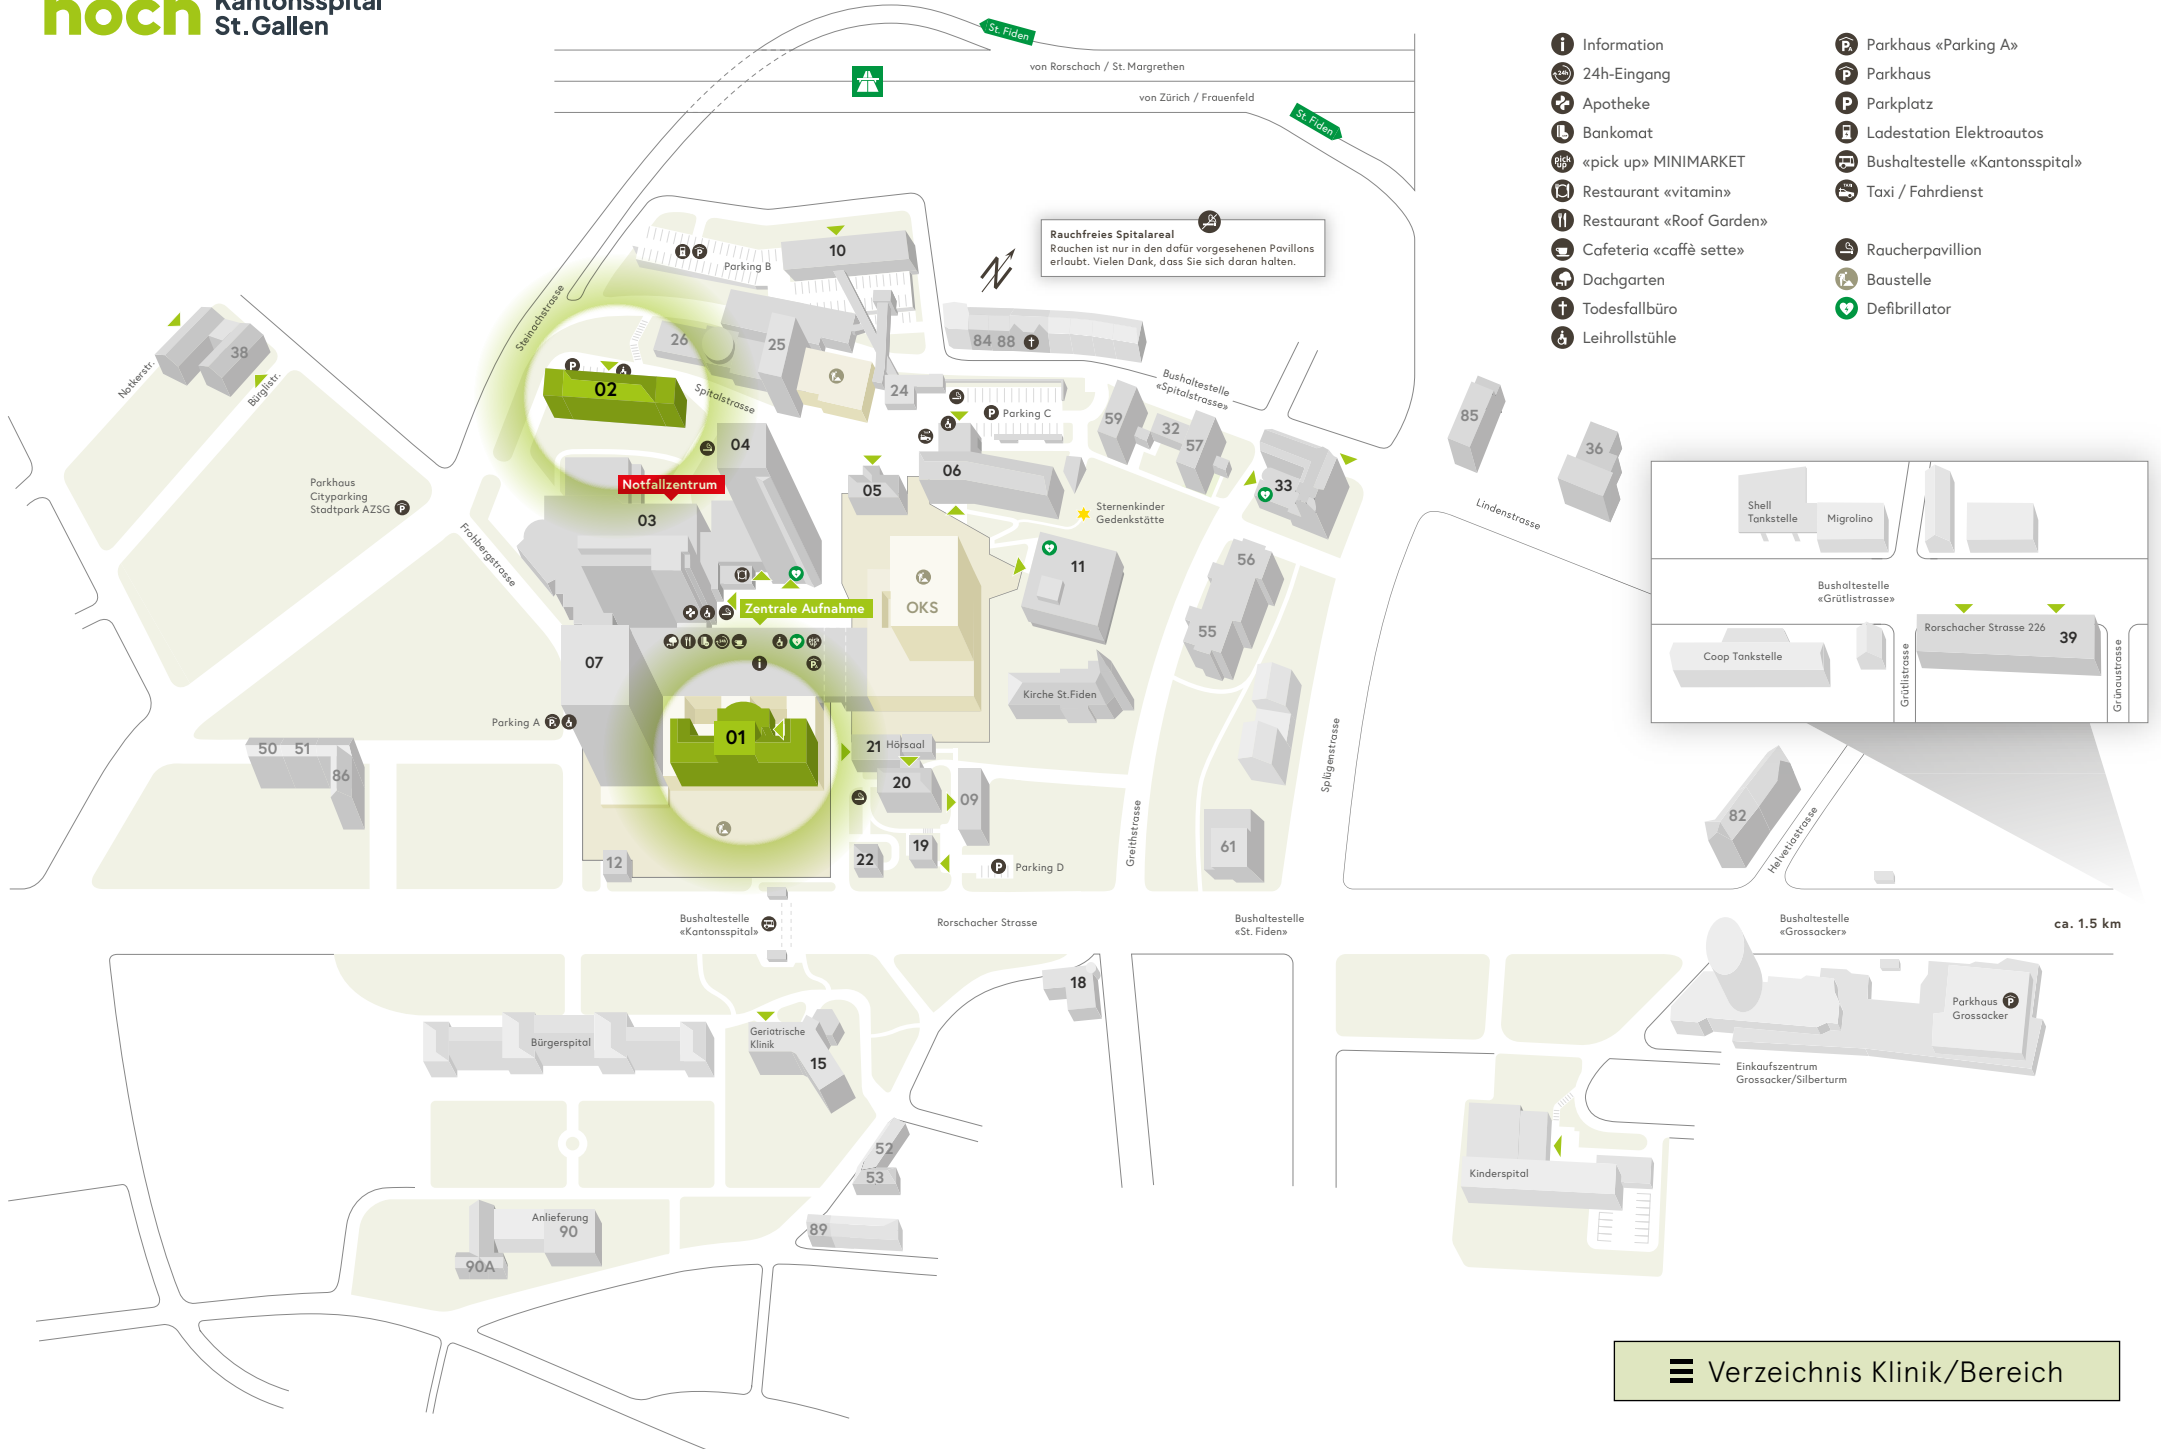 noch Kantonsspital
St.Gallen
St. Fiden
von Rorschach / St. Margrethen
von Zürich / Frauenfeld
St. Fiden
Information
24h-Eingang
Apotheke
Bankomat
«pick up» MINIMARKET
Restaurant «vitamin»
Restaurant «Roof Garden»
Cafeteria «caffè sette»
Dachgarten
Todesfallbüro
Leihrollstühle
Parkhaus «Parking A»
Parkhaus
Parkplatz
Ladestation Elektroautos
Bushaltestelle «Kantonsspital»
Taxi / Fahrdienst
Raucherpavillion
Baustelle
Defibrillator
Rauchfreies Spitalareal
Rauchen ist nur in den dafür vorgesehenen Pavillons
erlaubt. Vielen Dank, dass Sie sich daran halten.
N
10
Parking B
Steinachstrasse
26
25
84 88
38
Notkerstr.
Bürglistr.
02
Spitalstrasse
24
Bushaltestelle
«Spitalstrasse»
Parking C
59
32
57
85
36
04
06
05
33
Notfallzentrum
03
Parkhaus
Cityparking
Stadtpark AZSG
Frohbergstrasse
Sternenkinder
Gedenkstätte
Lindenstrasse
11
56
55
OKS
Zentrale Aufnahme
07
Kirche St.Fiden
Shell
Tankstelle
Migrolino
Bushaltestelle
«Grütlistrasse»
Rorschacher Strasse 226
39
Coop Tankstelle
Grütlistrasse
Grünaustrasse
Parking A
01
21 Hörsaal
20
09
50 51
86
Splügenstrasse
Greithstrasse
82
Helvetiastrasse
61
12
22
19
Parking D
Bushaltestelle
«Kantonsspital»
Rorschacher Strasse
Bushaltestelle
«St. Fiden»
Bushaltestelle
«Grossacker»
ca. 1.5 km
18
Parkhaus
Grossacker
Bürgerspital
Geriatrische
Klinik
15
Einkaufszentrum
Grossacker/Silberturm
52
53
Kinderspital
Anlieferung
90
90A
89
Verzeichnis Klinik/Bereich